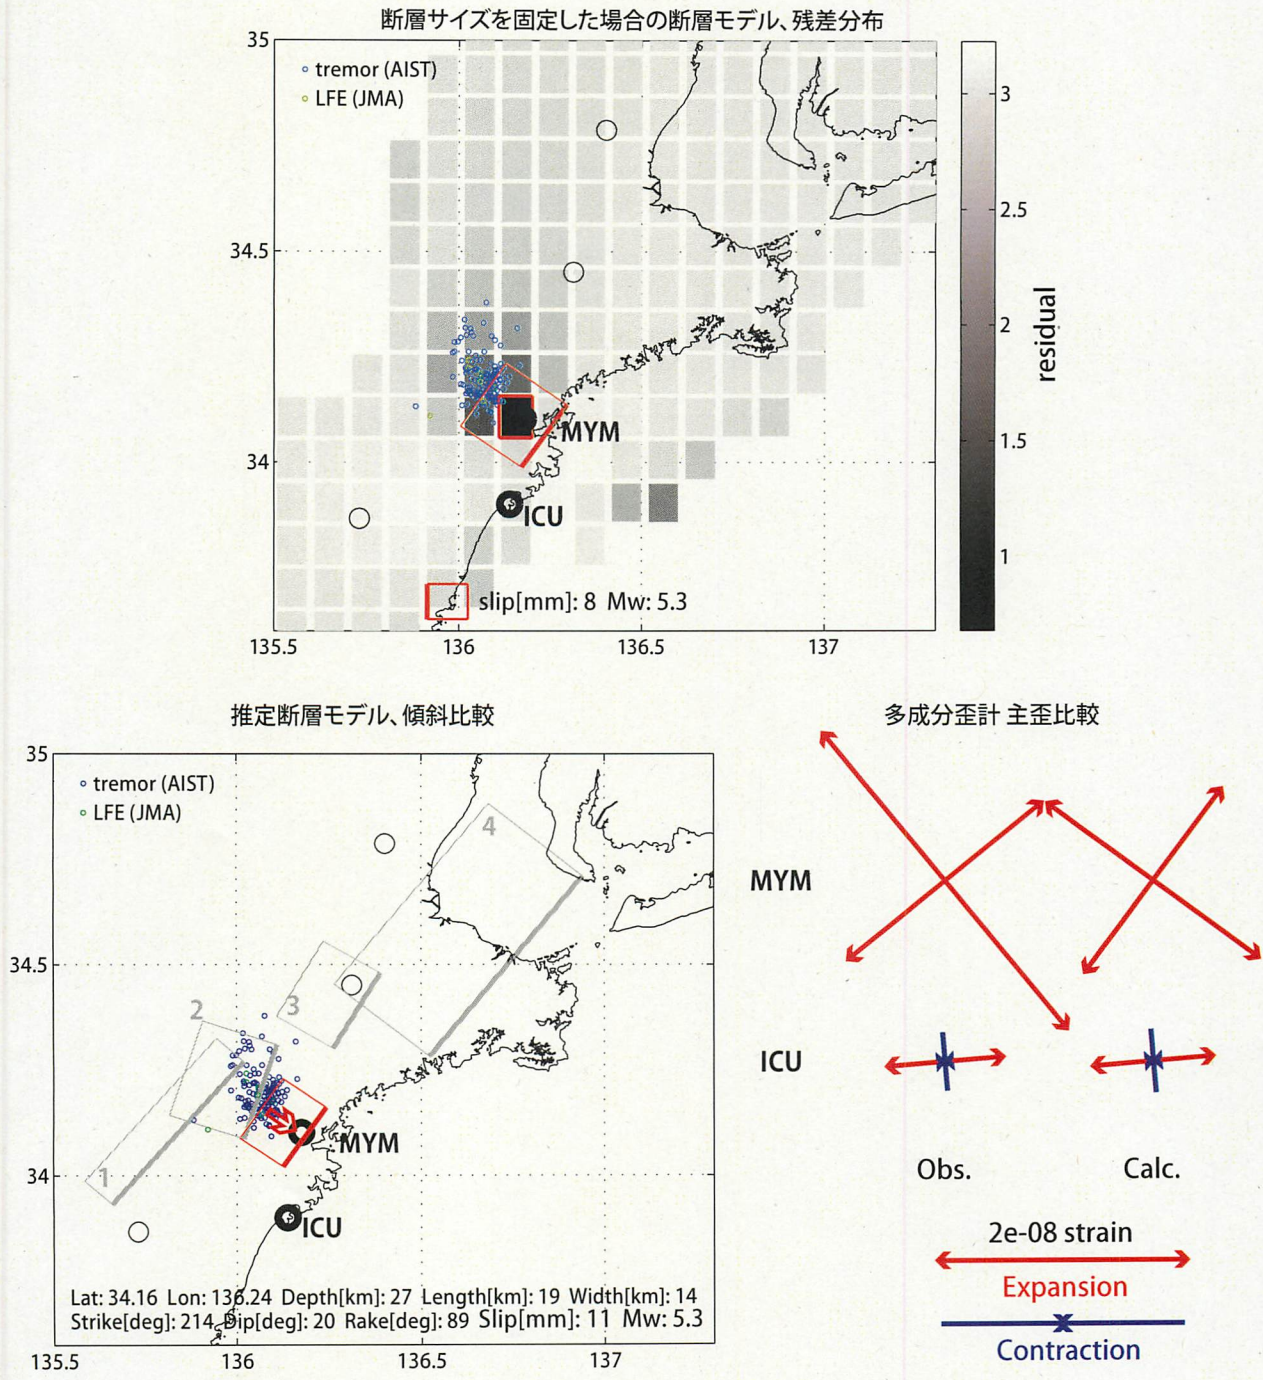 断層サイズを固定した場合の断層モデル、残差分布
35
tremor (AIST)
LFE (JMA)
34.5
34
MYM
ICU
slip[mm]: 8 Mw: 5.3
135.5 136 136.5 137
3
2.5
2
1.5
1
residual
推定断層モデル、傾斜比較
35
tremor (AIST)
LFE (JMA)
4
34.5
3
2
1
34
MYM
ICU
Lat: 34.16 Lon: 136.24 Depth[km]: 27 Length[km]: 19 Width[km]: 14
Strike[deg]: 214 Dip[deg]: 20 Rake[deg]: 89 Slip[mm]: 11 Mw: 5.3
135.5 136 136.5 137
多成分歪計 主歪比較
MYM
ICU
Obs. Calc.
2e-08 strain
Expansion
Contraction